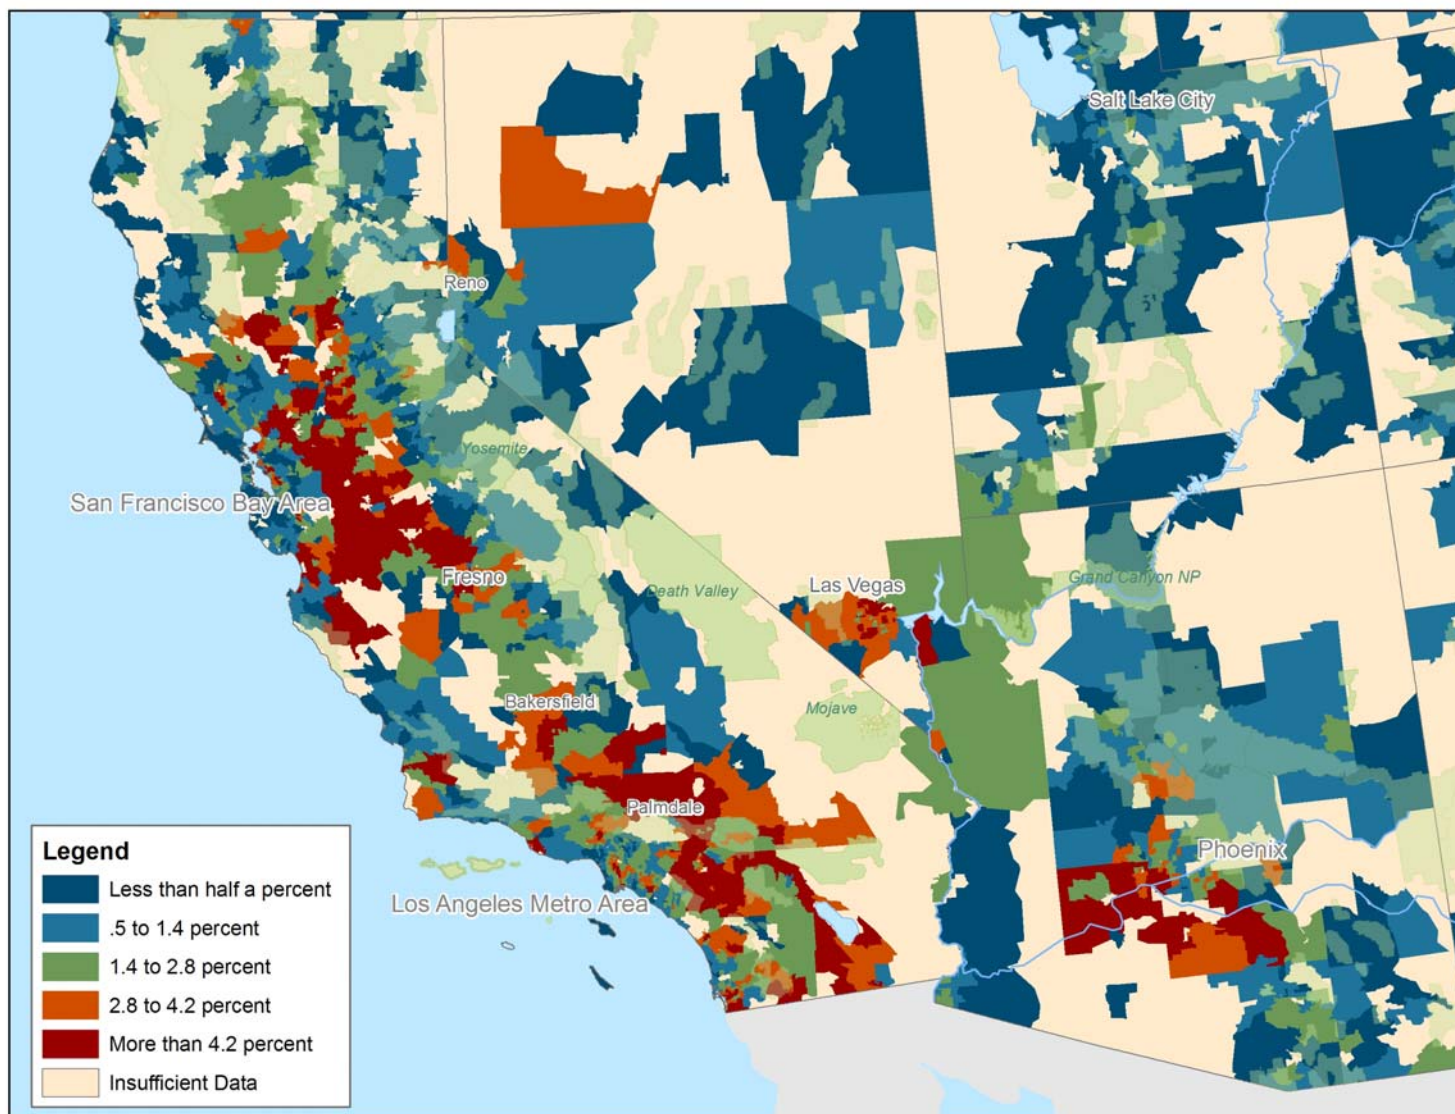 Salt Lake City
Reno
Yosemite
San Francisco Bay Area
Fresno
Death Valley
Las Vegas
Grand Canyon NP
Bakersfield
Mojave
Palmdale
Phoenix
Los Angeles Metro Area
Legend
Less than half a percent
.5 to 1.4 percent
1.4 to 2.8 percent
2.8 to 4.2 percent
More than 4.2 percent
Insufficient Data